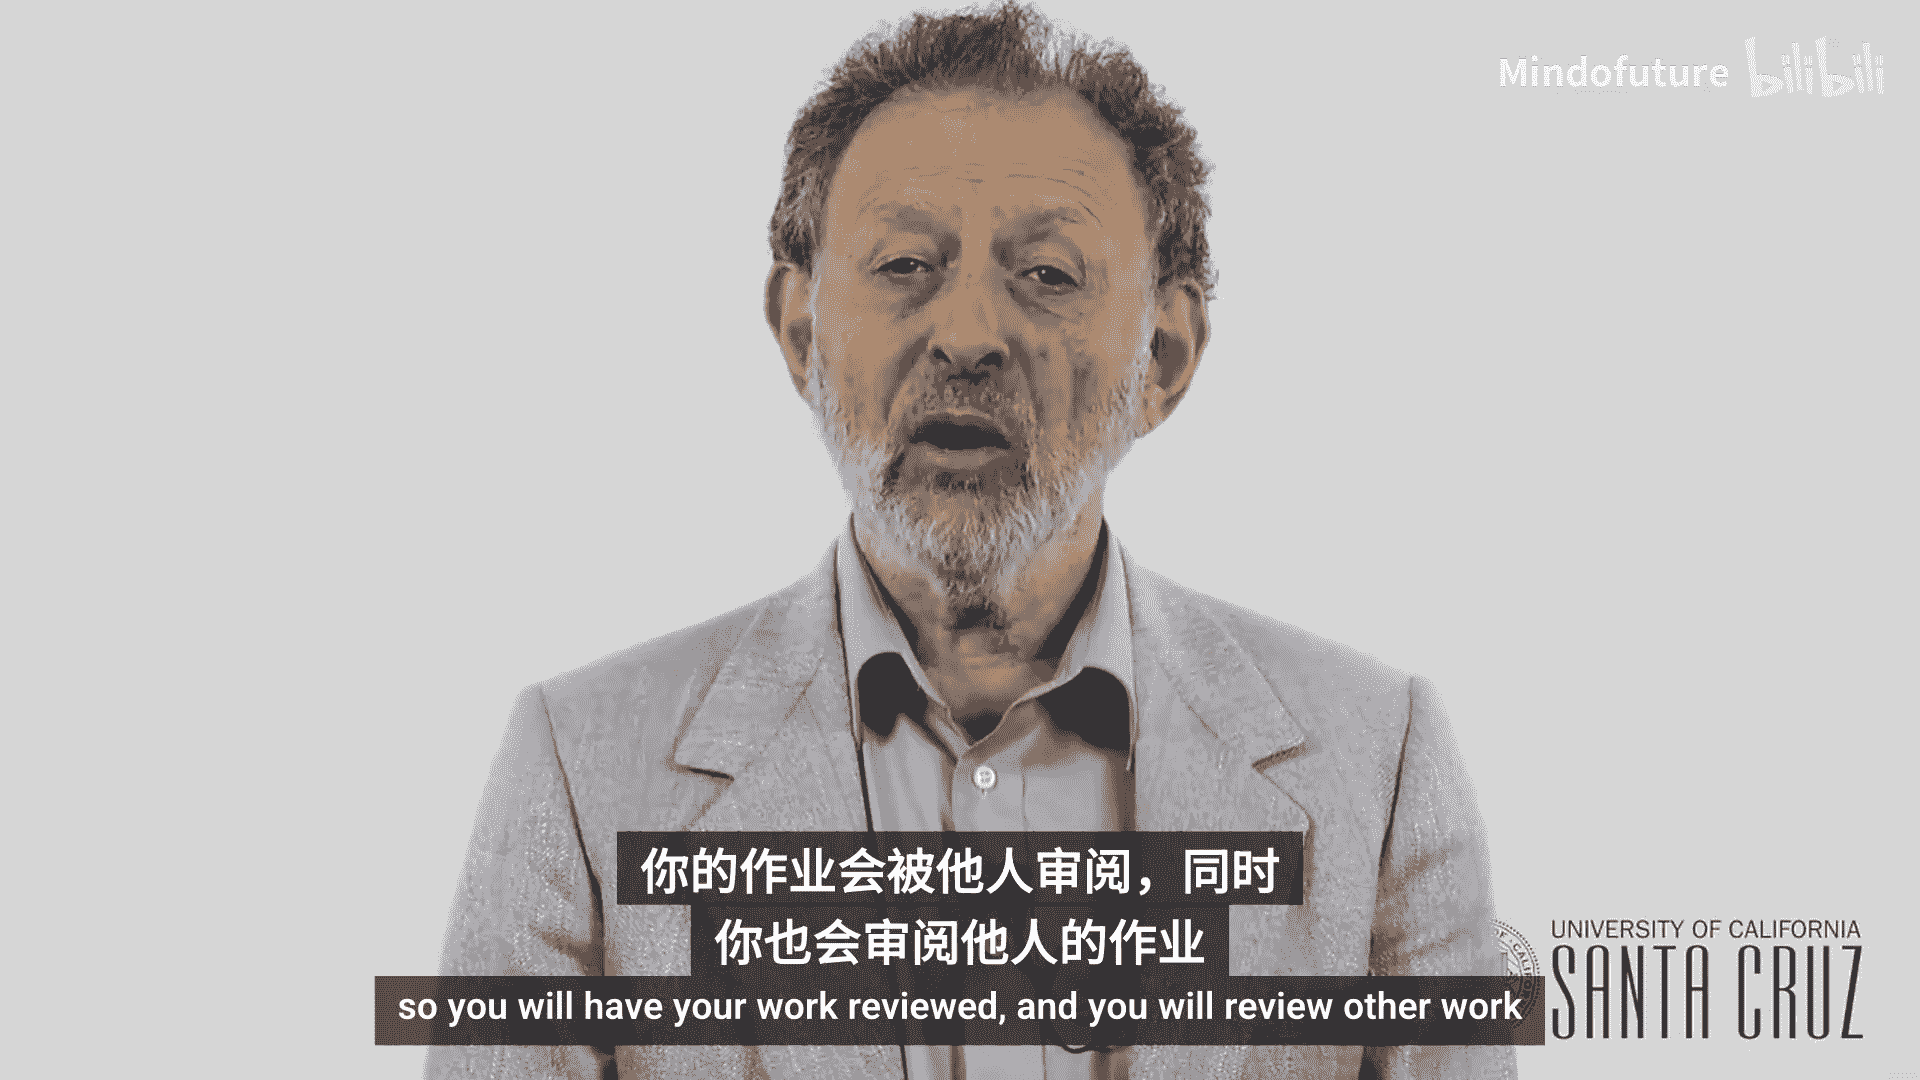 Mindofuture bilibili
你的作业会被他人审阅，同时
你也会审阅他人的作业
so you will have your work reviewed, and you will review other work
UNIVERSITY OF CALIFORNIA
SANTA CRUZ